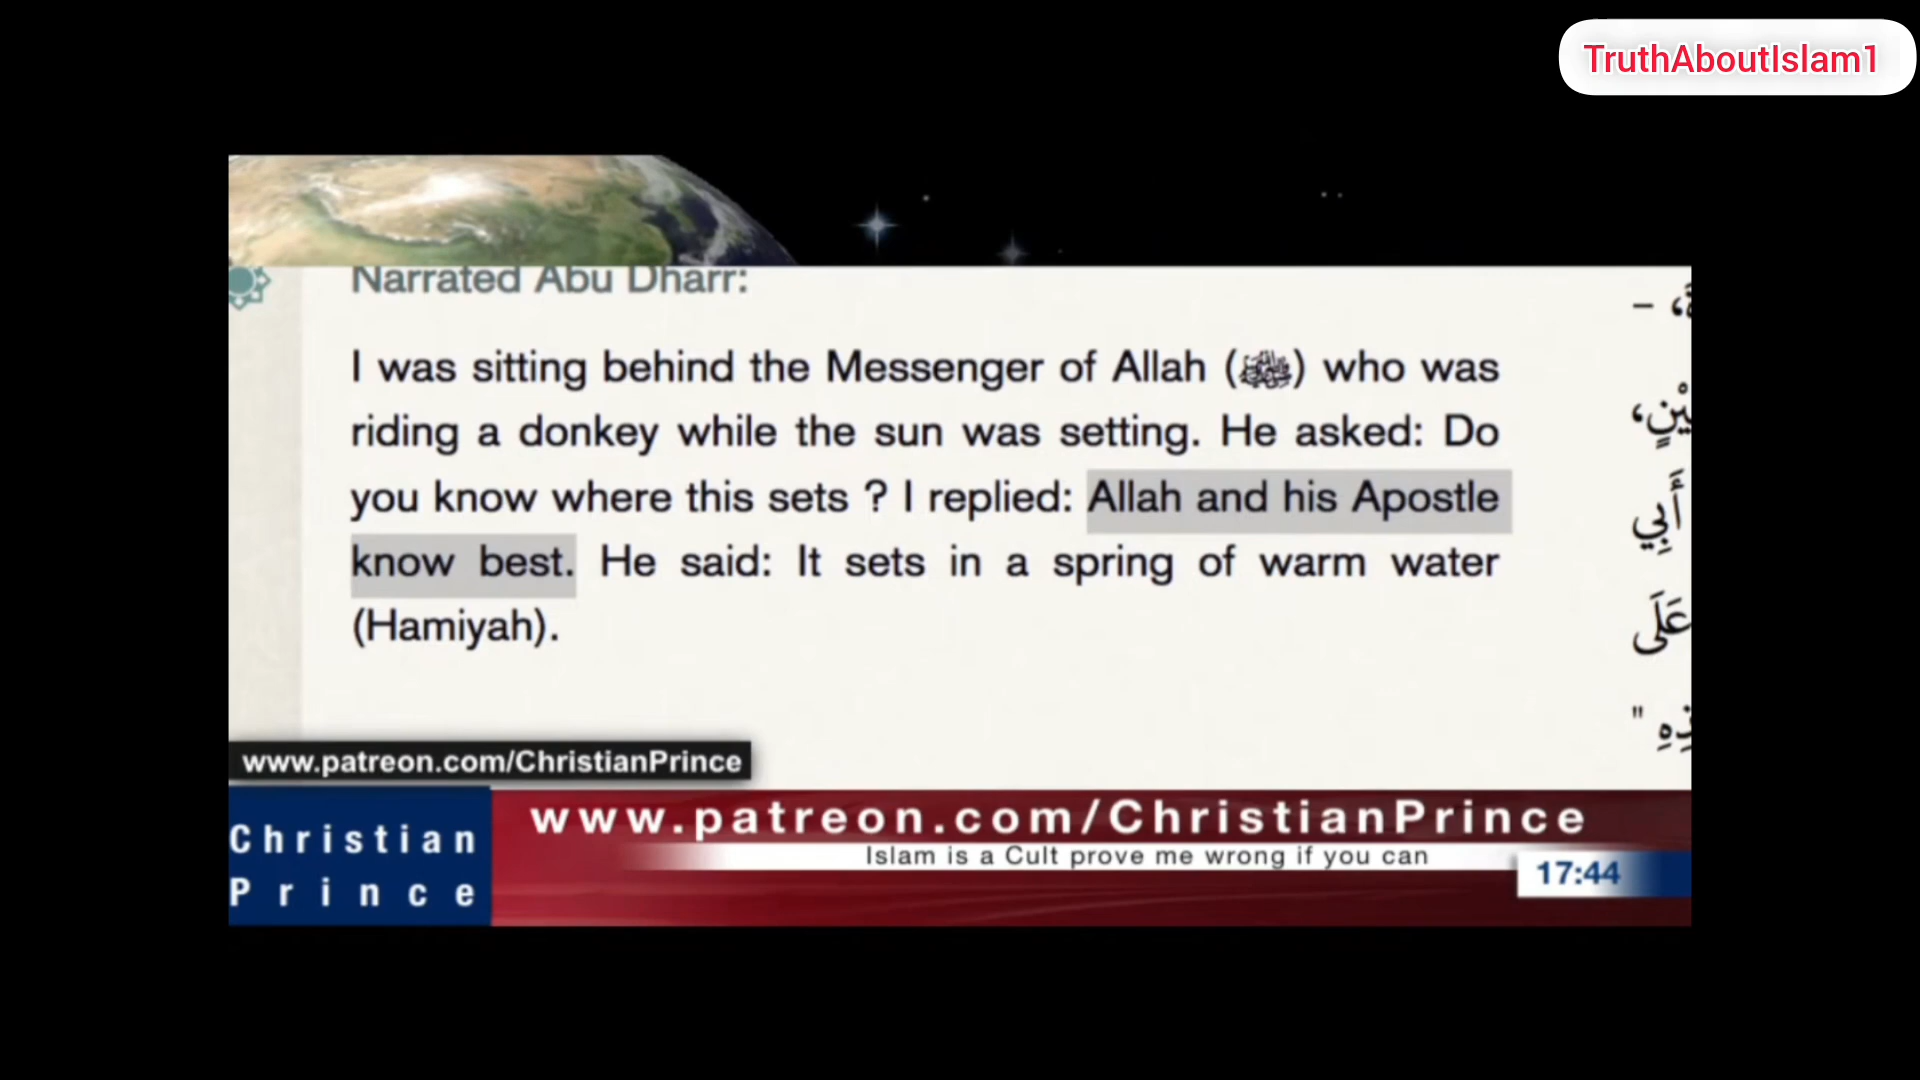 TruthAboutIslam1
Narrated Abu Dharr:
I was sitting behind the Messenger of Allah (ﷺ) who was
riding a donkey while the sun was setting. He asked: Do
you know where this sets ? I replied: Allah and his Apostle
know best. He said: It sets in a spring of warm water
(Hamiyah).
أَبِي
عَلَى
www.patreon.com/ChristianPrince
Christian
Prince
www.patreon.com/ChristianPrince
Islam is a Cult prove me wrong if you can
17:44